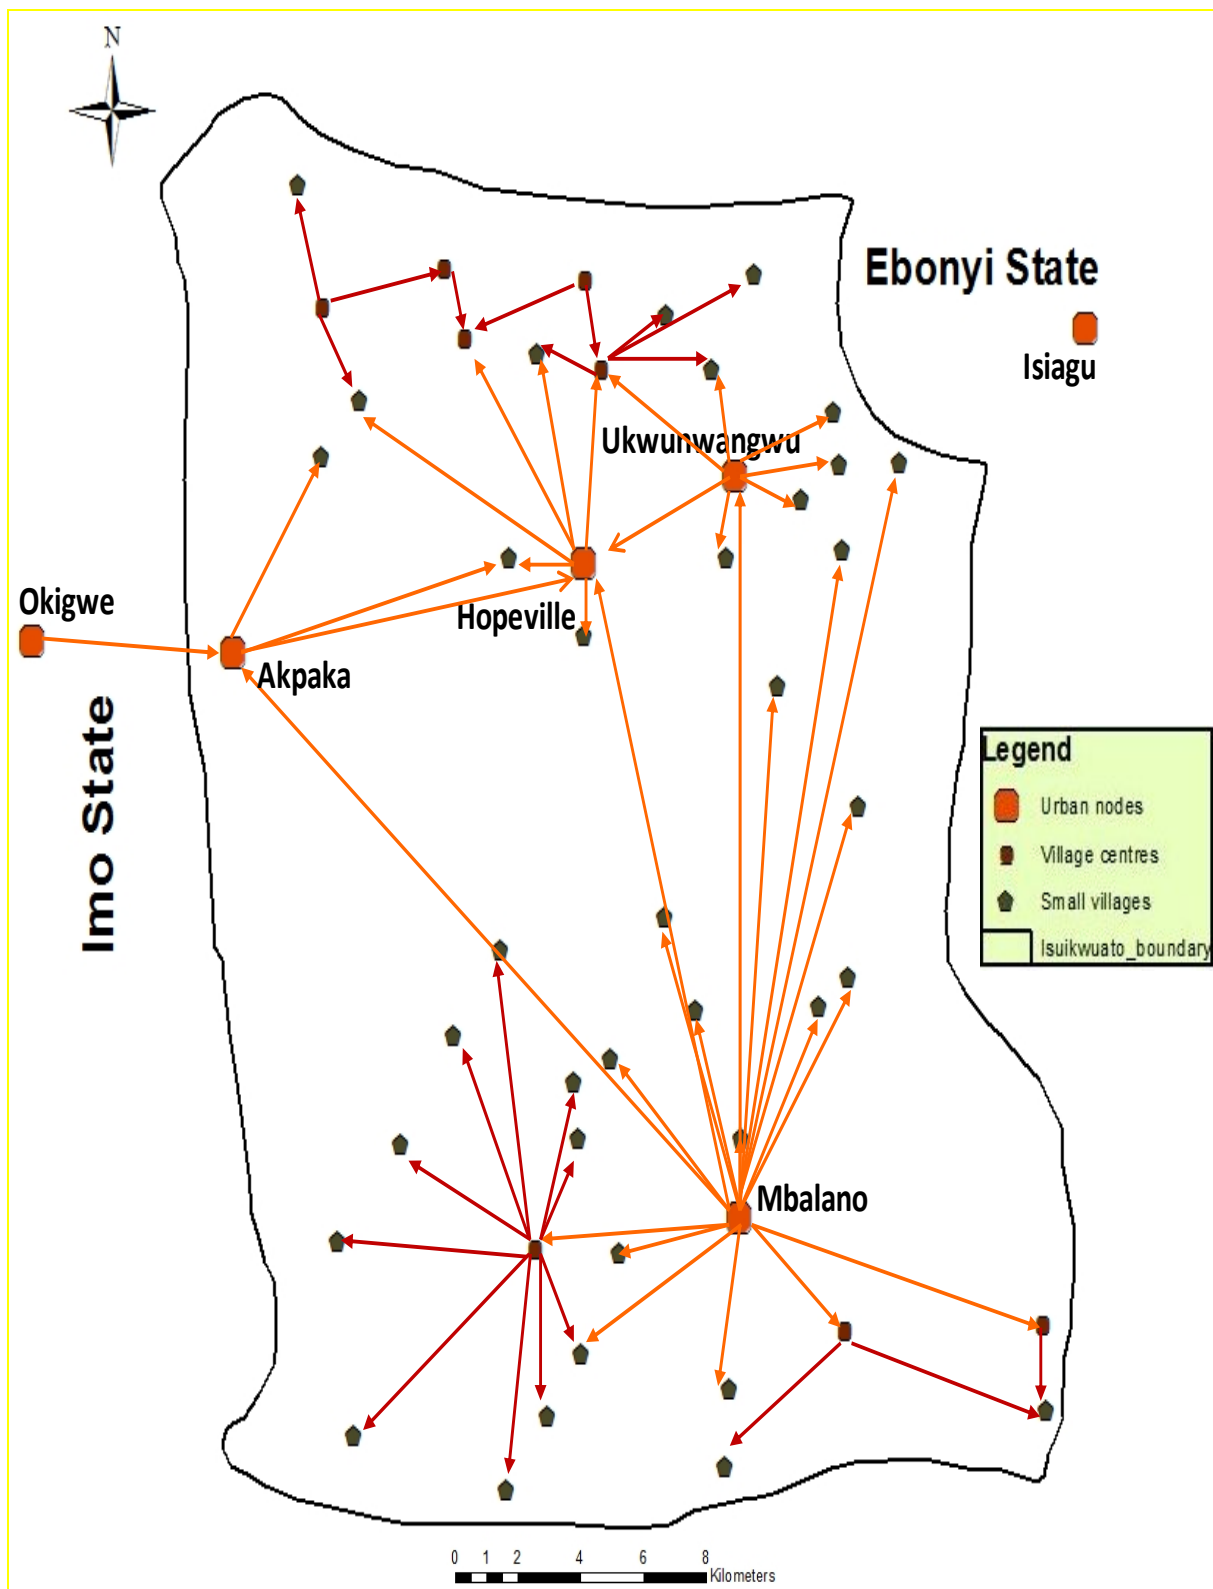 N
Ebonyi State
Isiagu
Ukwunwangwu
Okigwe
Hopeville
Akpaka
Imo State
Legend
Urban nodes
Village centres
Small villages
Isuikwuato_boundary
Mbalano
0 1 2 4 6 8
Kilometers